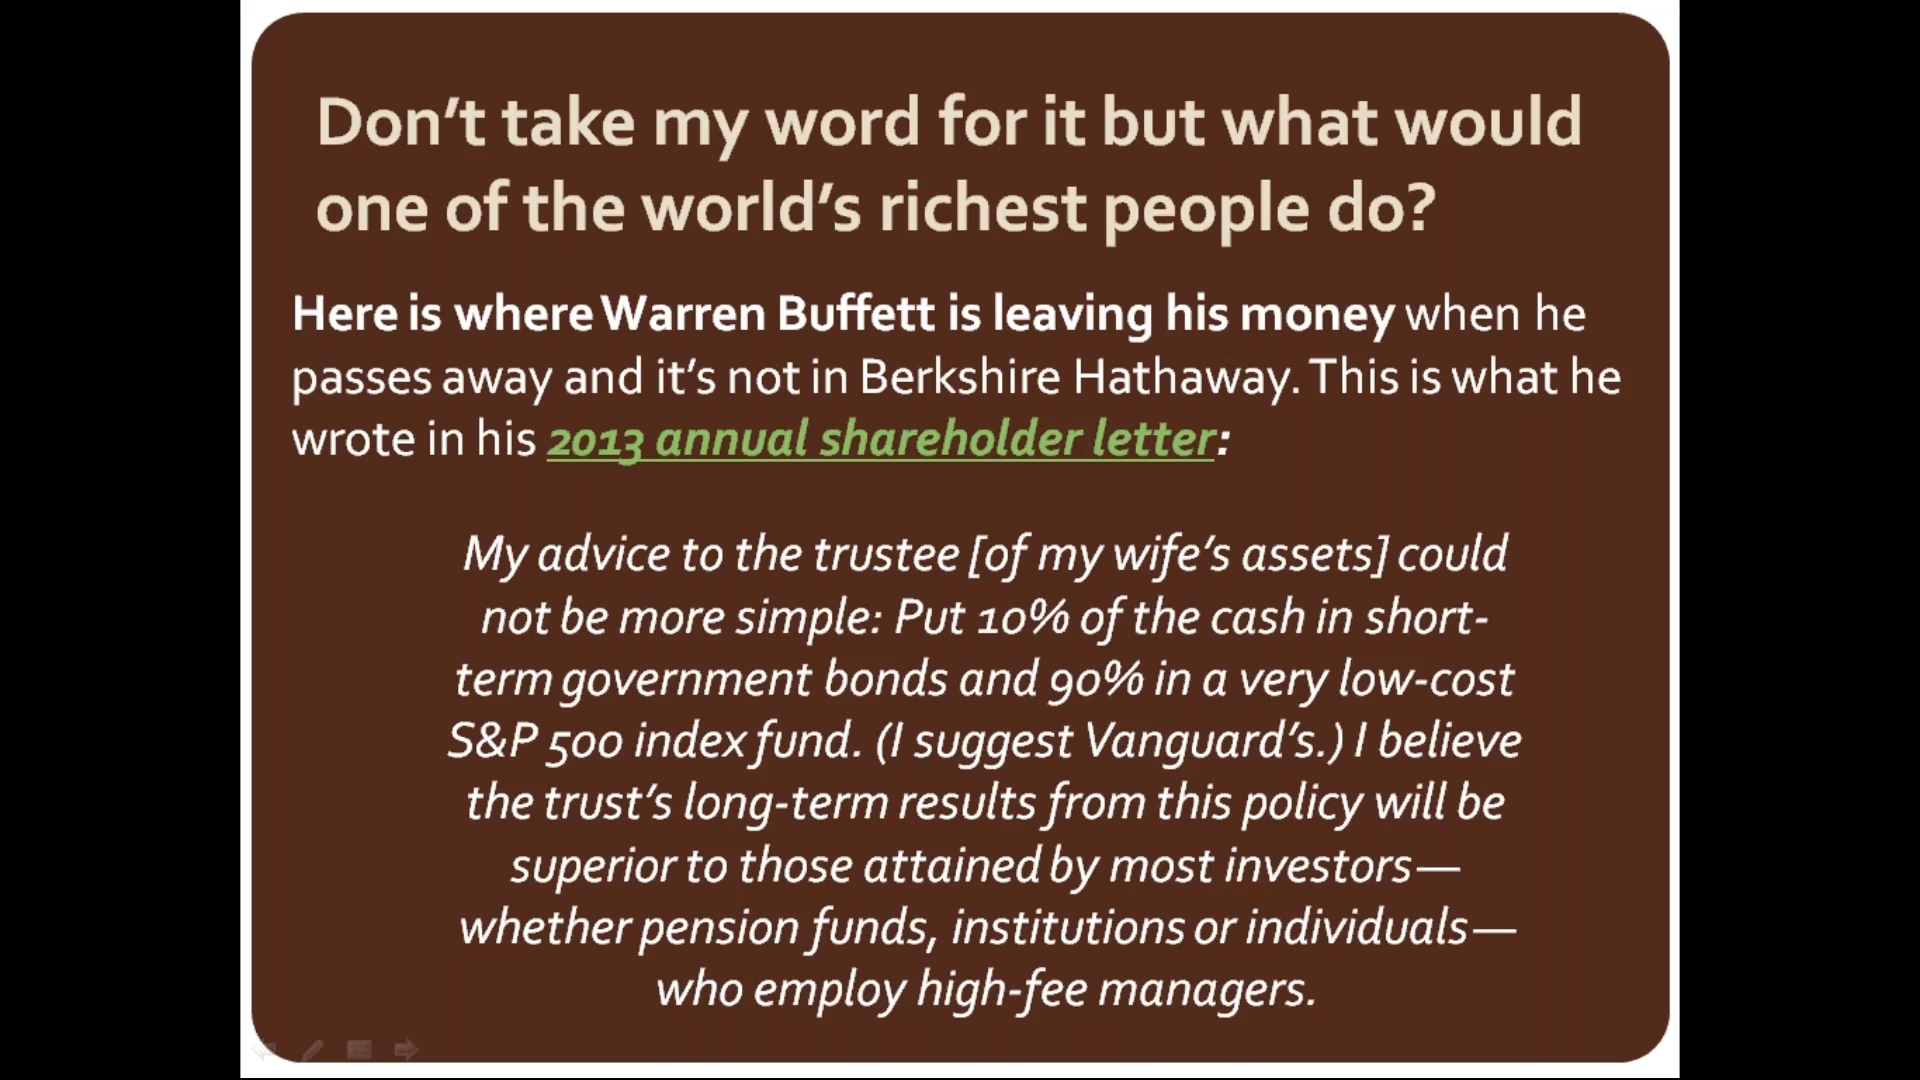 Don’t take my word for it but what would
one of the world’s richest people do?
Here is where Warren Buffett is leaving his money when he
passes away and it’s not in Berkshire Hathaway. This is what he
wrote in his 2013 annual shareholder letter:
My advice to the trustee [of my wife’s assets] could
not be more simple: Put 10% of the cash in short-
term government bonds and 90% in a very low-cost
S&P 500 index fund. (I suggest Vanguard’s.) I believe
the trust’s long-term results from this policy will be
superior to those attained by most investors—
whether pension funds, institutions or individuals—
who employ high-fee managers.